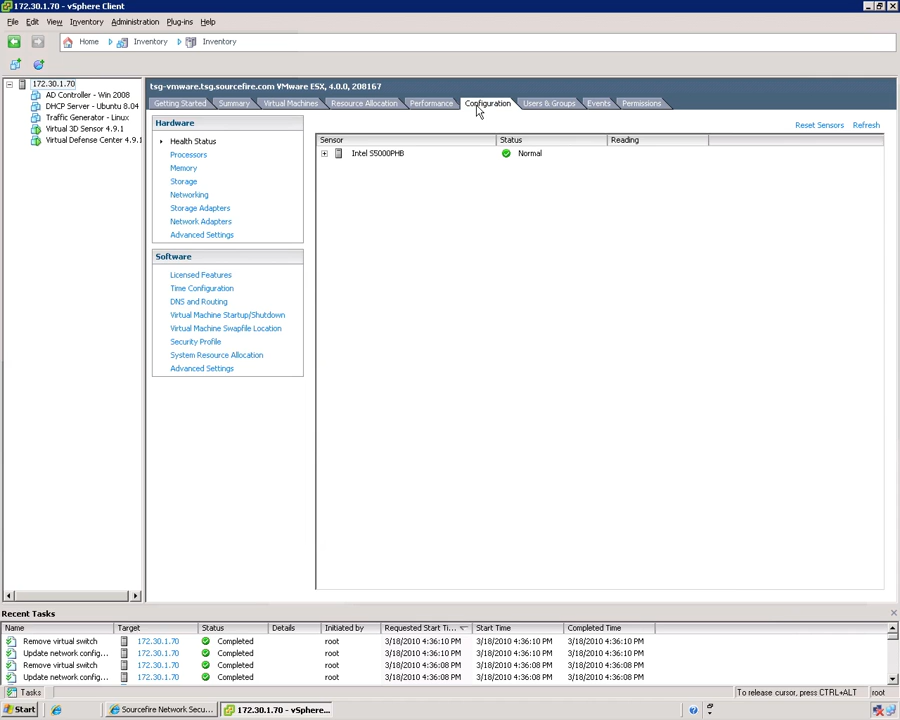 172.30.1.70 - vSphere Client
File Edit View Inventory Administration Plug-ins Help
Home Inventory Inventory
172.30.1.70
AD Controller - Win 2008
DHCP Server - Ubuntu 8.04
Traffic Generator - Linux
Virtual 3D Sensor 4.9.1
Virtual Defense Center 4.9.1
tsg-vmware.tsg.sourcefire.com VMware ESX, 4.0.0, 208167
Getting Started Summary Virtual Machines Resource Allocation Performance Configuration Users & Groups Events Permissions
Hardware
Health Status
Processors
Memory
Storage
Networking
Storage Adapters
Network Adapters
Advanced Settings
Software
Licensed Features
Time Configuration
DNS and Routing
Virtual Machine Startup/Shutdown
Virtual Machine Swapfile Location
Security Profile
System Resource Allocation
Advanced Settings
Reset Sensors Refresh
Sensor Status Reading
Intel S5000PHB Normal
Recent Tasks
Name Target Status Details Initiated by Requested Start Ti... Start Time Completed Time
Remove virtual switch 172.30.1.70 Completed root 3/18/2010 4:36:10 PM 3/18/2010 4:36:10 PM 3/18/2010 4:36:10 PM
Update network config... 172.30.1.70 Completed root 3/18/2010 4:36:10 PM 3/18/2010 4:36:10 PM 3/18/2010 4:36:10 PM
Remove virtual switch 172.30.1.70 Completed root 3/18/2010 4:36:08 PM 3/18/2010 4:36:08 PM 3/18/2010 4:36:08 PM
Update network config... 172.30.1.70 Completed root 3/18/2010 4:36:08 PM 3/18/2010 4:36:08 PM 3/18/2010 4:36:08 PM
Tasks To release cursor, press CTRL+ALT root
Start Sourcefire Network Secu... 172.30.1.70 - vSphere...